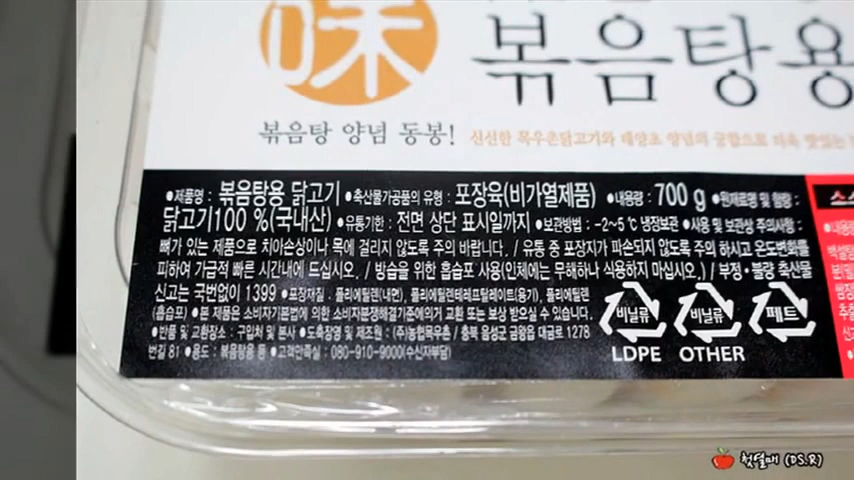 味
볶음탕용
볶음탕 양념 동봉!
신선한 목우촌닭고기와 태양초 양념의 궁합으로 더욱 맛있는
•제품명 : 볶음탕용 닭고기 •축산물가공품의 유형 : 포장육(비가열제품) •내용량 : 700 g •원재료명 및 함량 :
닭고기100 %(국내산) •유통기한 : 전면 상단 표시일까지 •보관방법 : -2~5℃ 냉장보관 •사용 및 보관상 주의사항 :
뼈가 있는 제품으로 치아손상이나 목에 걸리지 않도록 주의 바랍니다. / 유통 중 포장지가 파손되지 않도록 주의 하시고 온도변화를
피하여 가급적 빠른 시간내에 드십시오. / 방습을 위한 흡습포 사용(인체에는 무해하나 식용하지 마십시오.) / 부정·불량 축산물
신고는 국번없이 1399 •포장재질 : 폴리에틸렌(내면), 폴리에틸렌테레프탈레이트(용기), 폴리에틸렌
(흡습포) •본 제품은 소비자기본법에 의한 소비자분쟁해결기준에의거 교환 또는 보상 받으실 수 있습니다.
•반품 및 교환장소 : 구입처 및 본사 •도축장명 및 제조원 : (주)농협목우촌 / 충북 음성군 금왕읍 대금로 1278
번길 81 •용도 : 볶음탕용 등 •고객만족실 : 080-910-9000(수신자부담)
비닐류 비닐류 페트
LDPE OTHER
•내용량
첫열매 (DS.R)